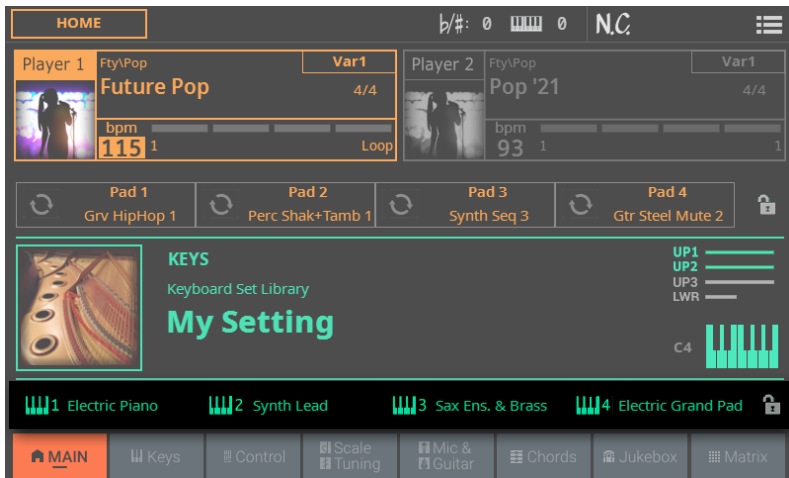 HOME
♭/#: 0 0 N.C.
Player 1 Fty\Pop Var1
Future Pop 4/4
bpm
115 1 Loop
Player 2 Fty\Pop Var1
Pop '21 4/4
bpm
93 1 1
Pad 1
Grv HipHop 1
Pad 2
Perc Shak+Tamb 1
Pad 3
Synth Seq 3
Pad 4
Gtr Steel Mute 2
KEYS
Keyboard Set Library
My Setting
UP1
UP2
UP3
LWR
C4
1 Electric Piano
2 Synth Lead
3 Sax Ens. & Brass
4 Electric Grand Pad
MAIN
Keys
Control
Scale
Tuning
Mic &
Guitar
Chords
Jukebox
Matrix